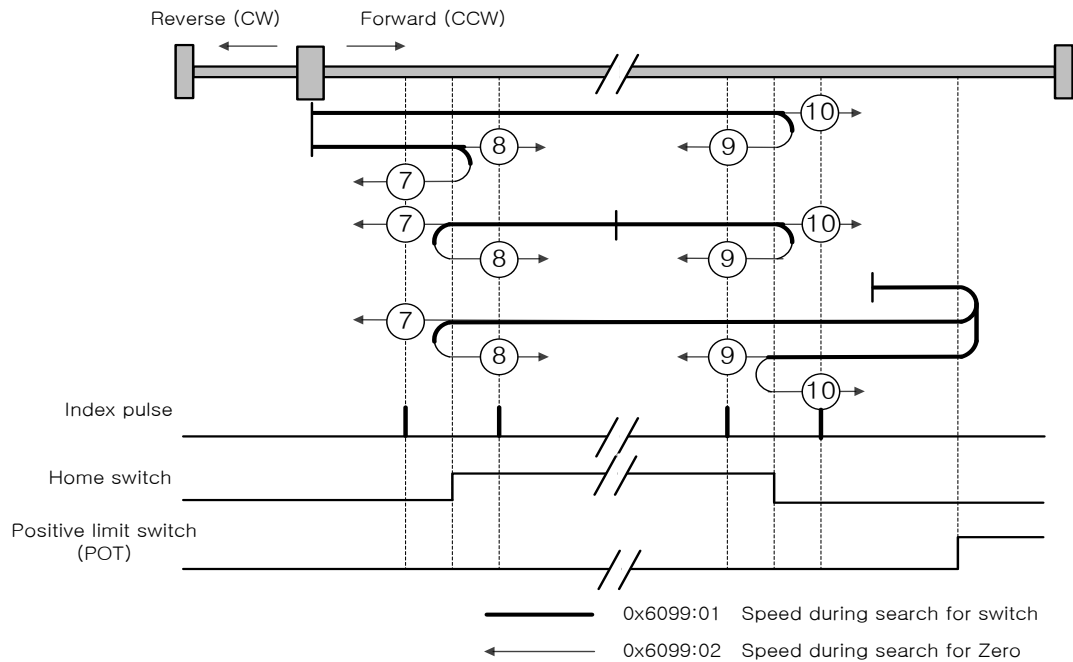 Reverse (CW) Forward (CCW)
10
8 9
7
7 10
8 9
7
8 9
10
Index pulse
Home switch
Positive limit switch
(POT)
0x6099:01 Speed during search for switch
0x6099:02 Speed during search for Zero